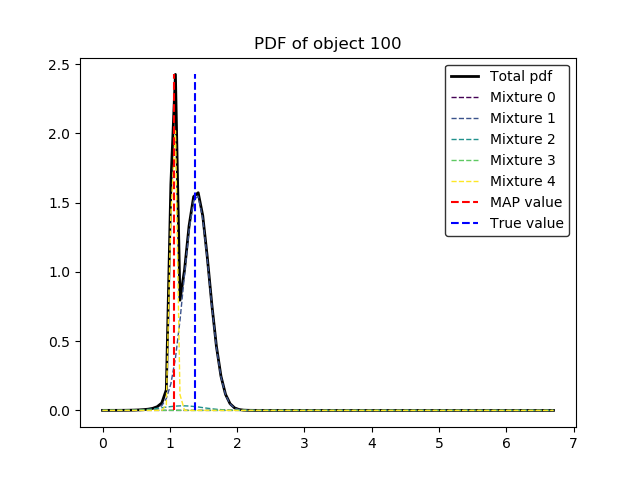 PDF of object 100
2.5
2.0
1.5
1.0
0.5
0.0
0 1 2 3 4 5 6 7
Total pdf
Mixture 0
Mixture 1
Mixture 2
Mixture 3
Mixture 4
MAP value
True value